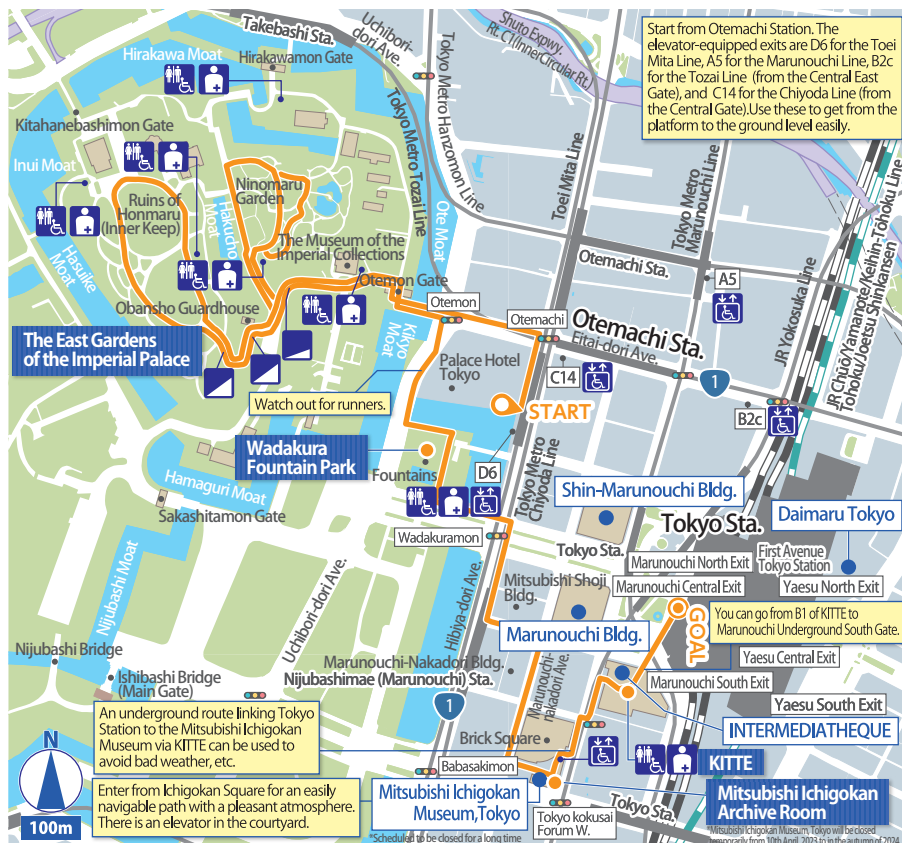 Takebashi Sta.
Uchibori-
dori Ave.
Shuto Expwy.
Rt. C1(InnerCircular Rt.)
Start from Otemachi Station. The
elevator-equipped exits are D6 for the Toei
Mita Line, A5 for the Marunouchi Line, B2c
for the Tozai Line (from the Central East
Gate), and C14 for the Chiyoda Line (from
the Central Gate).Use these to get from the
platform to the ground level easily.
Hirakawa Moat
Hirakawamon Gate
Kitahanebashimon Gate
Inui Moat
Tokyo Metro Hanzomon Line
Tokyo Metro Tozai Line
Toei Mita Line
Tokyo Metro
Marunouchi Line
JR Yokosuka Line
JR Chuo/Yamanote/Keihin-Tohoku Line
Tohoku/Joetsu Shinkansen
Ninomaru
Garden
Ruins of
Honmaru
(Inner Keep)
Hakucho
Moat
Ote Moat
Hasuike
Moat
The Museum of the
Imperial Collections
Otemon Gate
Otemachi Sta.
A5
Obansho Guardhouse
Otemon
Otemachi
Otemachi Sta.
Eitai-dori Ave.
The East Gardens
of the Imperial Palace
Kikyo
Moat
Palace Hotel
Tokyo
C14
1
B2c
Watch out for runners.
START
Wadakura
Fountain Park
Fountains
D6
Tokyo Metro
Chiyoda Line
Hamaguri Moat
Sakashitamon Gate
Shin-Marunouchi Bldg.
Tokyo Sta.
Daimaru Tokyo
Wadakuramon
Tokyo Sta.
Marunouchi North Exit
First Avenue
Tokyo Station
Nijubashi Moat
Uchibori-dori Ave.
Hibiya-dori Ave.
Mitsubishi Shoji
Bldg.
Marunouchi Central Exit
Yaesu North Exit
GOAL
You can go from B1 of KITTE to
Marunouchi Underground South Gate.
Marunouchi Bldg.
Nijubashi Bridge
Ishibashi Bridge
(Main Gate)
Marunouchi-Nakadori Bldg.
Nijubashimae (Marunouchi) Sta.
Marunouchi-
nakadori Ave.
Yaesu Central Exit
Marunouchi South Exit
Yaesu South Exit
1
INTERMEDIATHEQUE
An underground route linking Tokyo
Station to the Mitsubishi Ichigokan
Museum via KITTE can be used to
avoid bad weather, etc.
Brick Square
KITTE
Babasakimon
N
100m
Enter from Ichigokan Square for an easily
navigable path with a pleasant atmosphere.
There is an elevator in the courtyard.
Mitsubishi Ichigokan
Museum,Tokyo
Mitsubishi Ichigokan
Archive Room
Tokyo kokusai
Forum W.
Tokyo Sta.
*Scheduled to be closed for a long time
*Mitsubishi Ichigokan Museum, Tokyo will be closed
temporarily from 10th April, 2023 to in the autumn of 2024